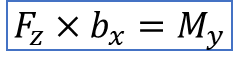 F_z × b_x = M_y